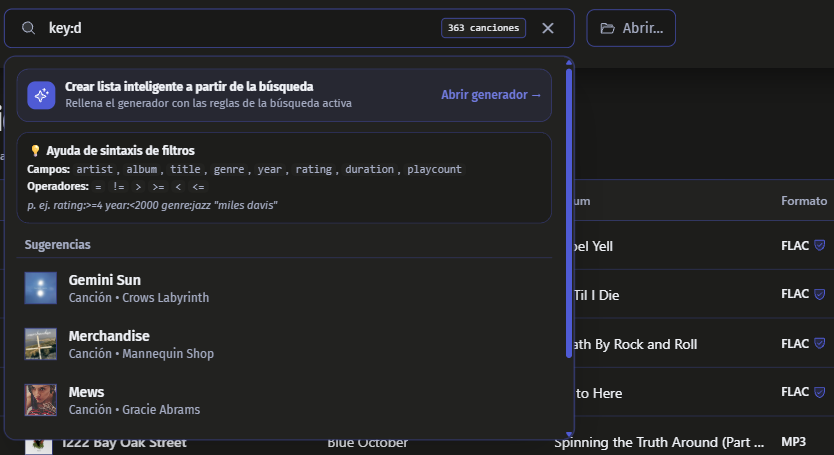 key:d
363 canciones
Abrir...
Crear lista inteligente a partir de la búsqueda
Rellena el generador con las reglas de la búsqueda activa
Abrir generador →
Ayuda de sintaxis de filtros
Campos: artist, album, title, genre, year, rating, duration, playcount
Operadores: = != > >= < <=
p. ej. rating:>=4 year:<2000 genre:jazz "miles davis"
Sugerencias
Formato
Gemini Sun
Canción • Crows Labyrinth
Yell
FLAC
Merchandise
Canción • Mannequin Shop
Til I Die
FLAC
By Rock and Roll
FLAC
Mews
Canción • Gracie Abrams
to Here
FLAC
1222 Bay Oak Street
Blue October
Spinning the Truth Around (Part ...
MP3